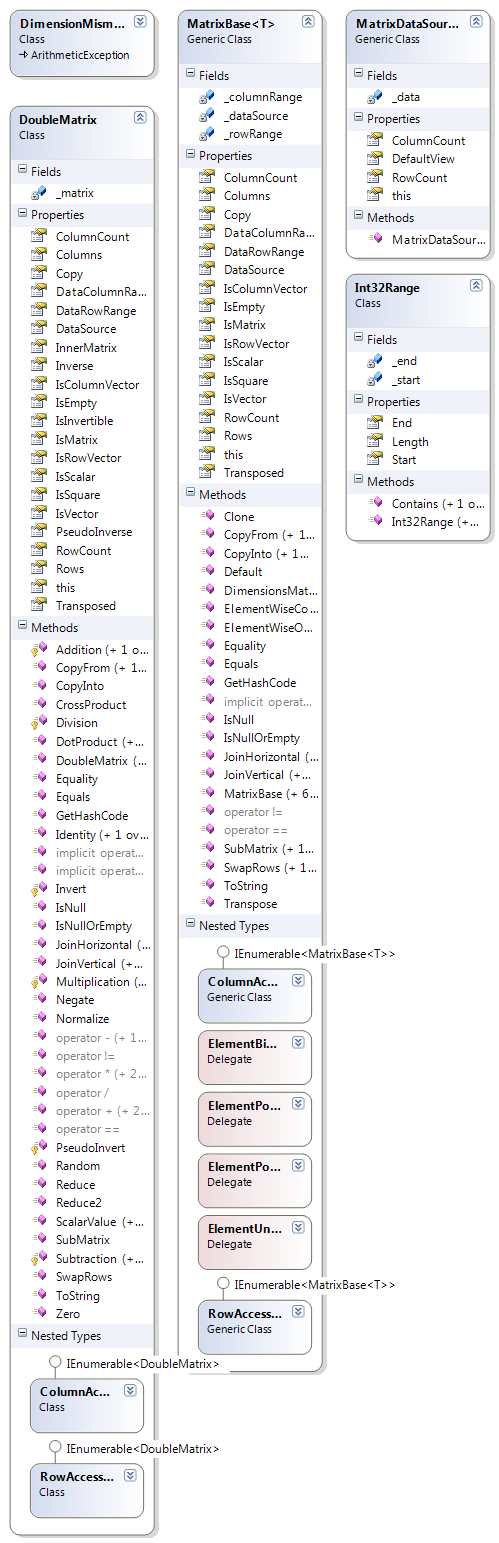 DimensionMism...
Class
ArithmeticException
DoubleMatrix
Class
Fields
_matrix
Properties
ColumnCount
Columns
Copy
DataColumnRa...
DataRowRange
DataSource
InnerMatrix
Inverse
IsColumnVector
IsEmpty
IsInvertible
IsMatrix
IsRowVector
IsScalar
IsSquare
IsVector
PseudoInverse
RowCount
Rows
this
Transposed
Methods
Addition (+ 1 o...
CopyFrom (+ 1...
CopyInto
CrossProduct
Division
DotProduct (+...
DoubleMatrix (...
Equality
Equals
GetHashCode
Identity (+ 1 ov...
implicit operat...
implicit operat...
Invert
IsNull
IsNullOrEmpty
JoinHorizontal (...
JoinVertical (+...
Multiplication (...
Negate
Normalize
operator - (+ 1...
operator !=
operator * (+ 2...
operator /
operator + (+ 2...
operator ==
PseudoInvert
Random
Reduce
Reduce2
ScalarValue (+...
SubMatrix
Subtraction (+...
SwapRows
ToString
Zero
Nested Types
IEnumerable<DoubleMatrix>
ColumnAc...
Class
IEnumerable<DoubleMatrix>
RowAccess...
Class
MatrixBase<T>
Generic Class
Fields
_columnRange
_dataSource
_rowRange
Properties
ColumnCount
Columns
Copy
DataColumnRa...
DataRowRange
DataSource
IsColumnVector
IsEmpty
IsMatrix
IsRowVector
IsScalar
IsSquare
IsVector
RowCount
Rows
this
Transposed
Methods
Clone
CopyFrom (+ 1...
CopyInto (+ 1...
Default
DimensionsMat...
ElementWiseCo...
ElementWiseO...
Equality
Equals
GetHashCode
implicit operat...
IsNull
IsNullOrEmpty
JoinHorizontal (...
JoinVertical (+...
MatrixBase (+ 6...
operator !=
operator ==
SubMatrix (+ 1...
SwapRows (+ 1...
ToString
Transpose
Nested Types
IEnumerable<MatrixBase<T>>
ColumnAc...
Generic Class
ElementBi...
Delegate
ElementPo...
Delegate
ElementPo...
Delegate
ElementUn...
Delegate
IEnumerable<MatrixBase<T>>
RowAccess...
Generic Class
MatrixDataSour...
Generic Class
Fields
_data
Properties
ColumnCount
DefaultView
RowCount
this
Methods
MatrixDataSour...
Int32Range
Class
Fields
_end
_start
Properties
End
Length
Start
Methods
Contains (+ 1 o...
Int32Range (+...